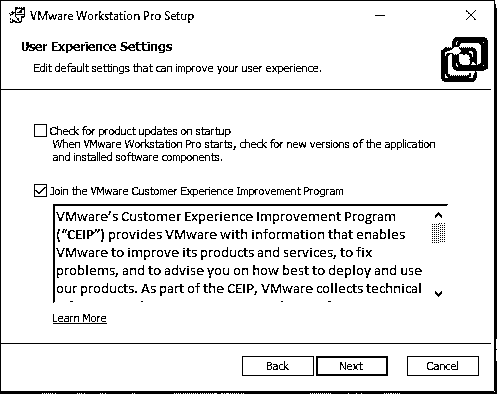 VMware Workstation Pro Setup
User Experience Settings
Edit default settings that can improve your user experience.
Check for product updates on startup
When VMware Workstation Pro starts, check for new versions of the application
and installed software components.
Join the VMware Customer Experience Improvement Program
VMware's Customer Experience Improvement Program
("CEIP") provides VMware with information that enables
VMware to improve its products and services, to fix
problems, and to advise you on how best to deploy and use
our products. As part of the CEIP, VMware collects technical
Learn More
Back Next Cancel